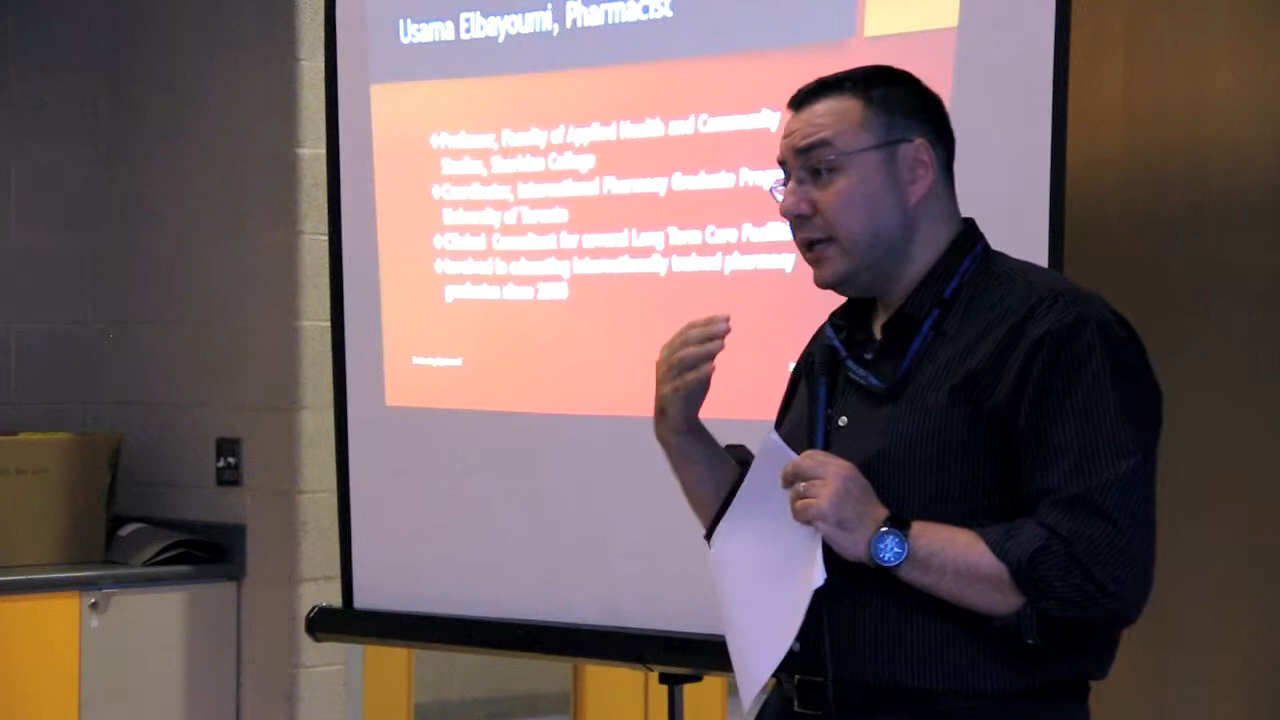 Usama Elbayoumi, Pharmacist
❖Professor, Faculty of Applied Health and Community
Studies, Sheridan College
❖Coordinator, International Pharmacy Graduate
University of Toronto
❖Clinical Consultant for several Long Term Care
❖Involved in educating internationally trained pharmacy
graduates since